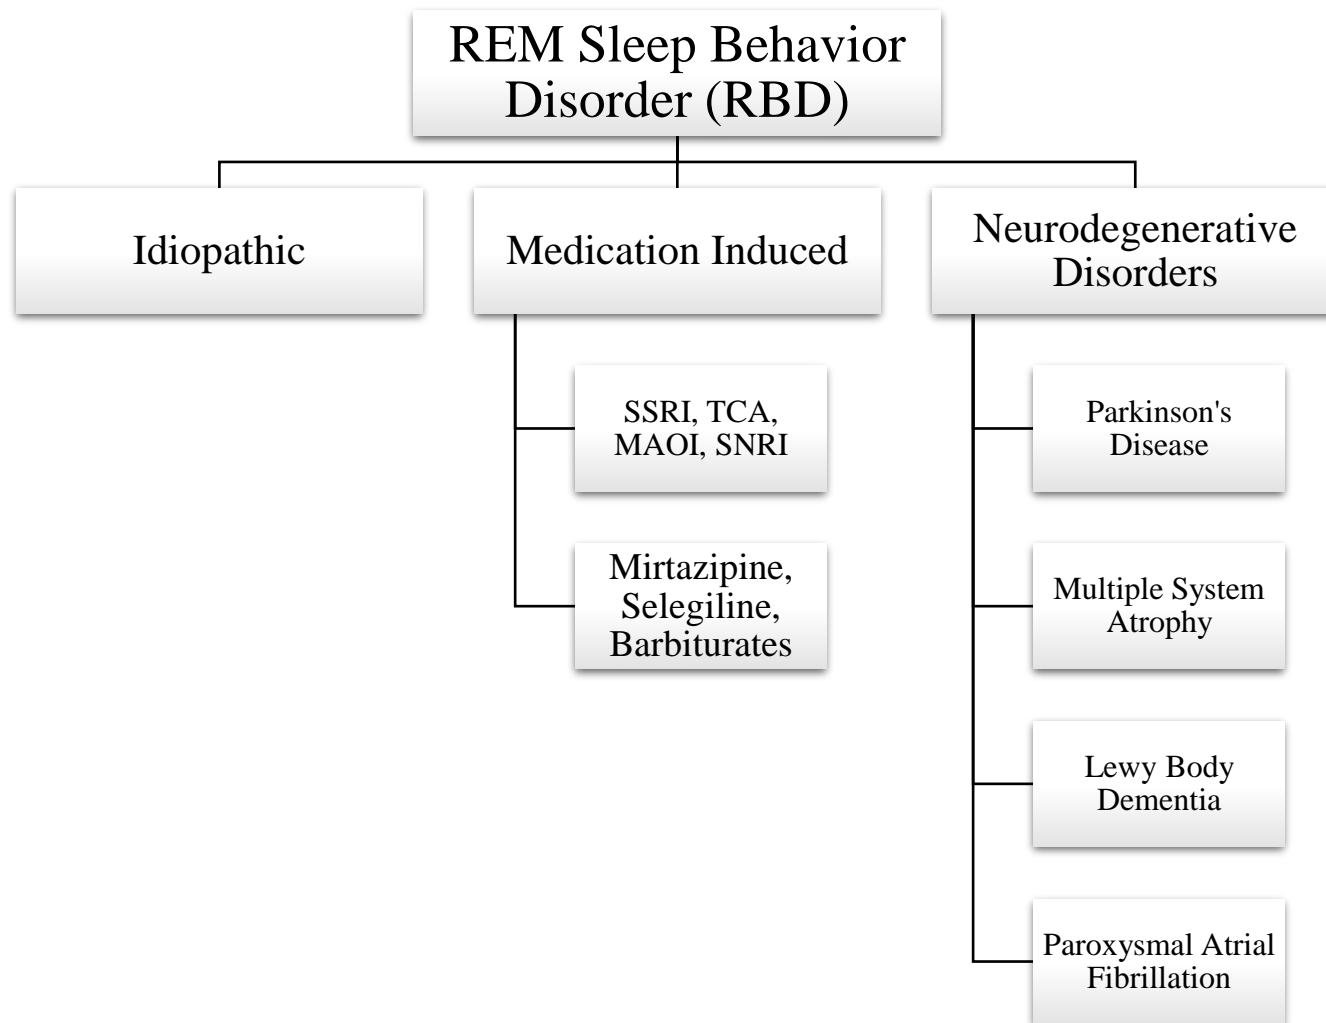 REM Sleep Behavior
Disorder (RBD)
Idiopathic
Medication Induced
Neurodegenerative
Disorders
SSRI, TCA,
MAOI, SNRI
Mirtazipine,
Selegiline,
Barbiturates
Parkinson's
Disease
Multiple System
Atrophy
Lewy Body
Dementia
Paroxysmal Atrial
Fibrillation